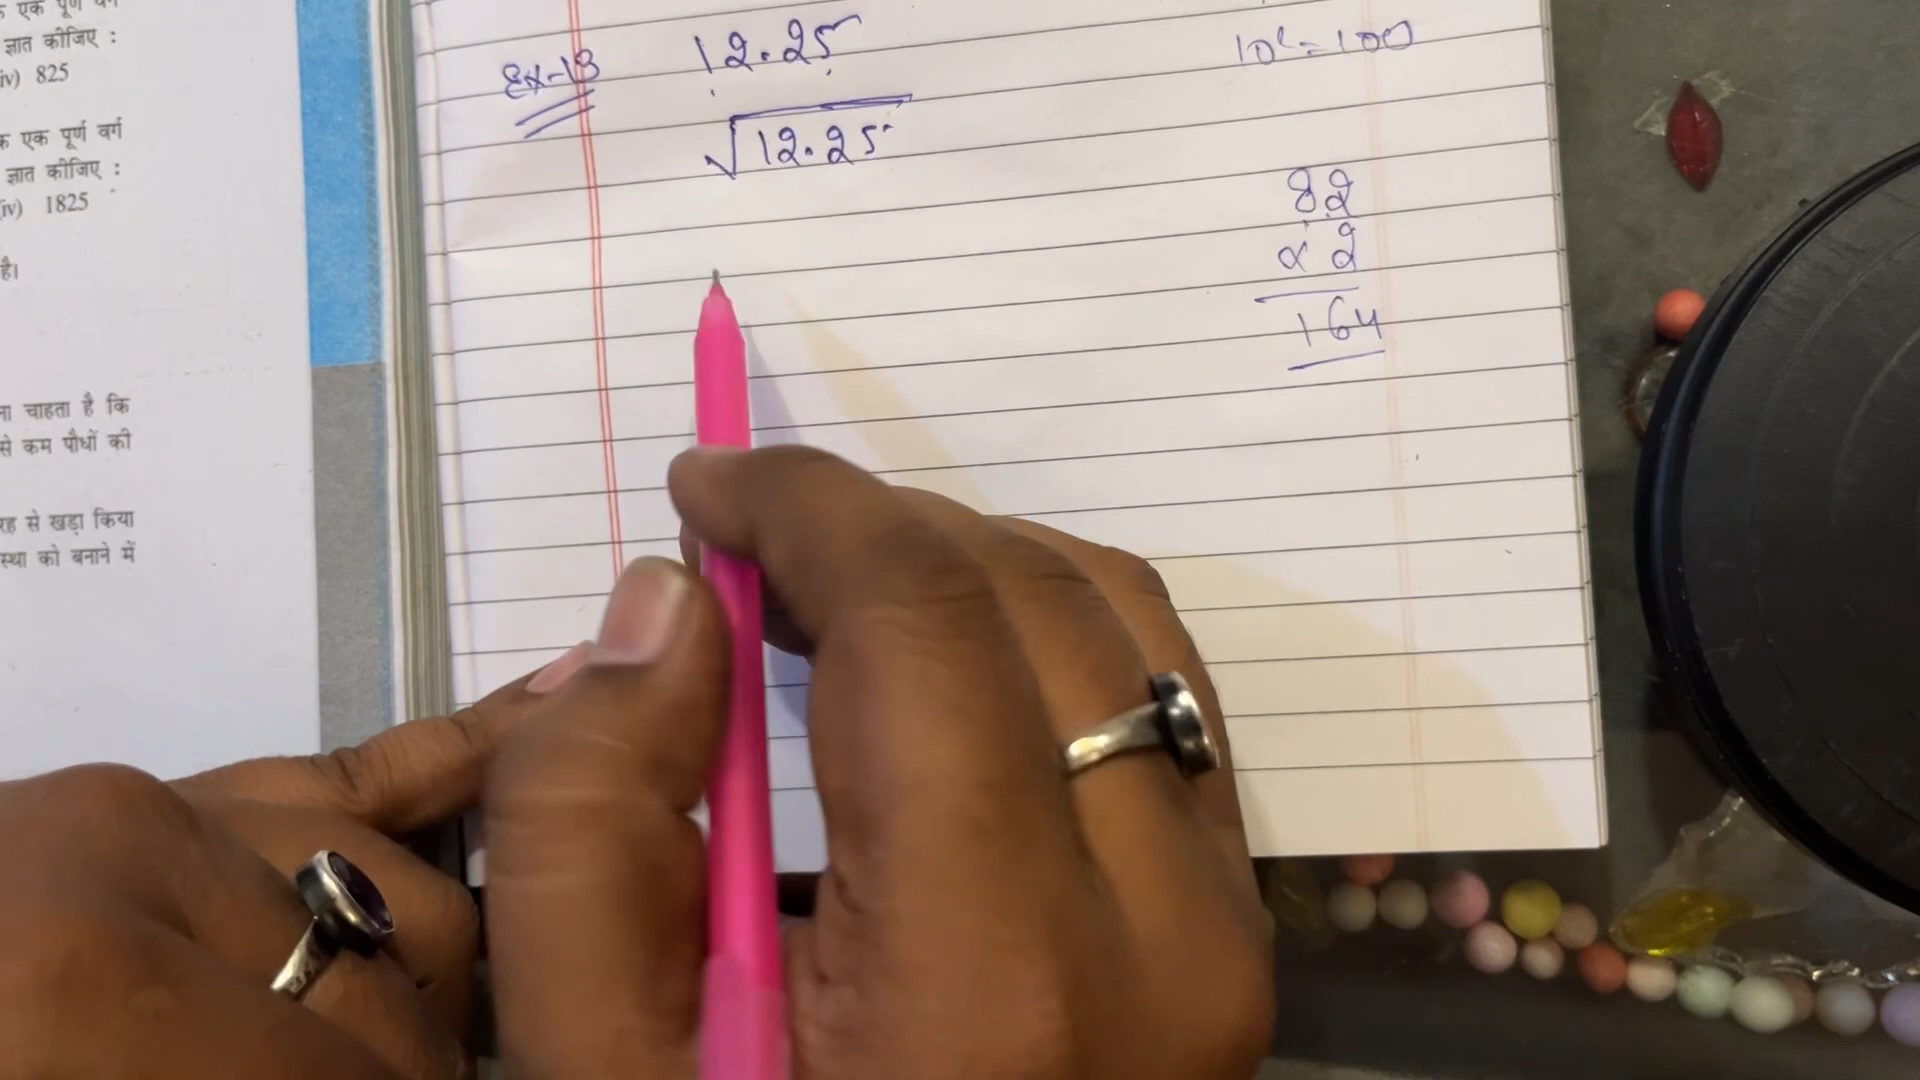 एक पूर्ण वर्ग
ज्ञात कीजिए :
iv) 825
एक पूर्ण वर्ग
ज्ञात कीजिए :
(iv) 1825
है।
चाहता है कि
से कम पौधों की
से खड़ा किया
को बनाने में
Ex-13
12.25
√12.25
10² = 100
82
× 2
164